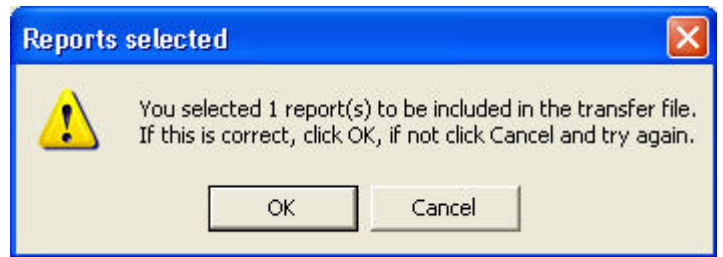 Reports selected
You selected 1 report(s) to be included in the transfer file.
If this is correct, click OK, if not click Cancel and try again.
OK
Cancel